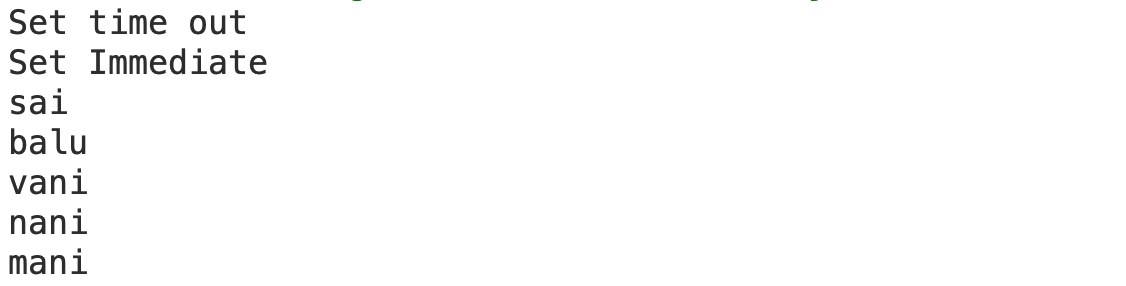 Set time out
Set Immediate
sai
balu
vani
nani
mani